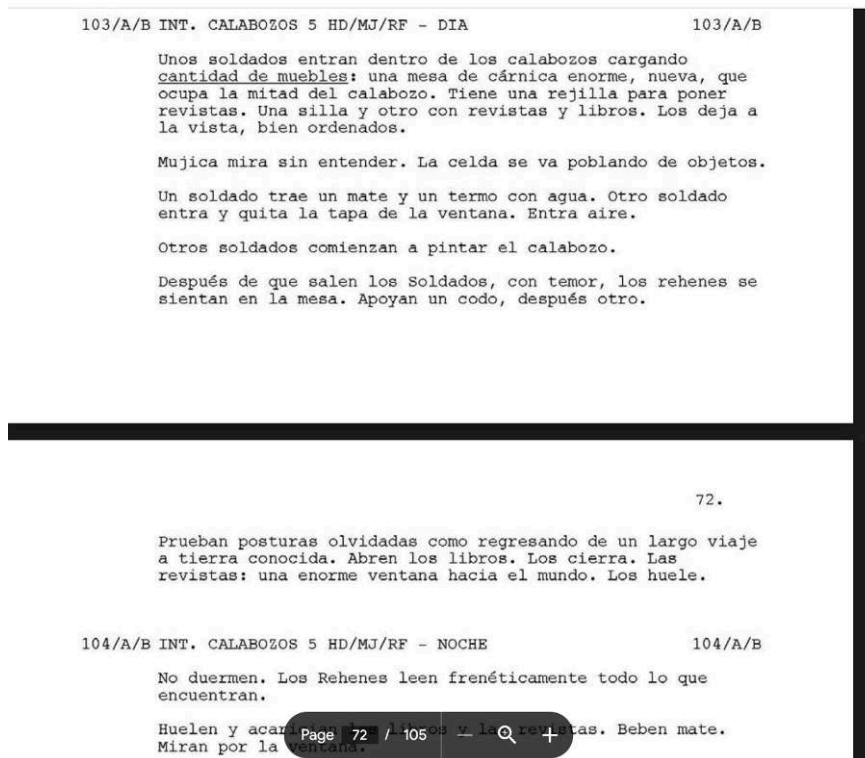 103/A/B INT. CALABOZOS 5 HD/MJ/RF - DIA 103/A/B
Unos soldados entran dentro de los calabozos cargando
cantidad de muebles: una mesa de cárnica enorme, nueva, que
ocupa la mitad del calabozo. Tiene una rejilla para poner
revistas. Una silla y otro con revistas y libros. Los deja a
la vista, bien ordenados.
Mujica mira sin entender. La celda se va poblando de objetos.
Un soldado trae un mate y un termo con agua. Otro soldado
entra y quita la tapa de la ventana. Entra aire.
Otros soldados comienzan a pintar el calabozo.
Después de que salen los Soldados, con temor, los rehenes se
sientan en la mesa. Apoyan un codo, después otro.
72.
Prueban posturas olvidadas como regresando de un largo viaje
a tierra conocida. Abren los libros. Los cierra. Las
revistas: una enorme ventana hacia el mundo. Los huele.
104/A/B INT. CALABOZOS 5 HD/MJ/RF - NOCHE 104/A/B
No duermen. Los Rehenes leen frenéticamente todo lo que
encuentran.
Huelen y acarician los libros y las revistas. Beben mate.
Miran por la ventana.
Page 72 / 105